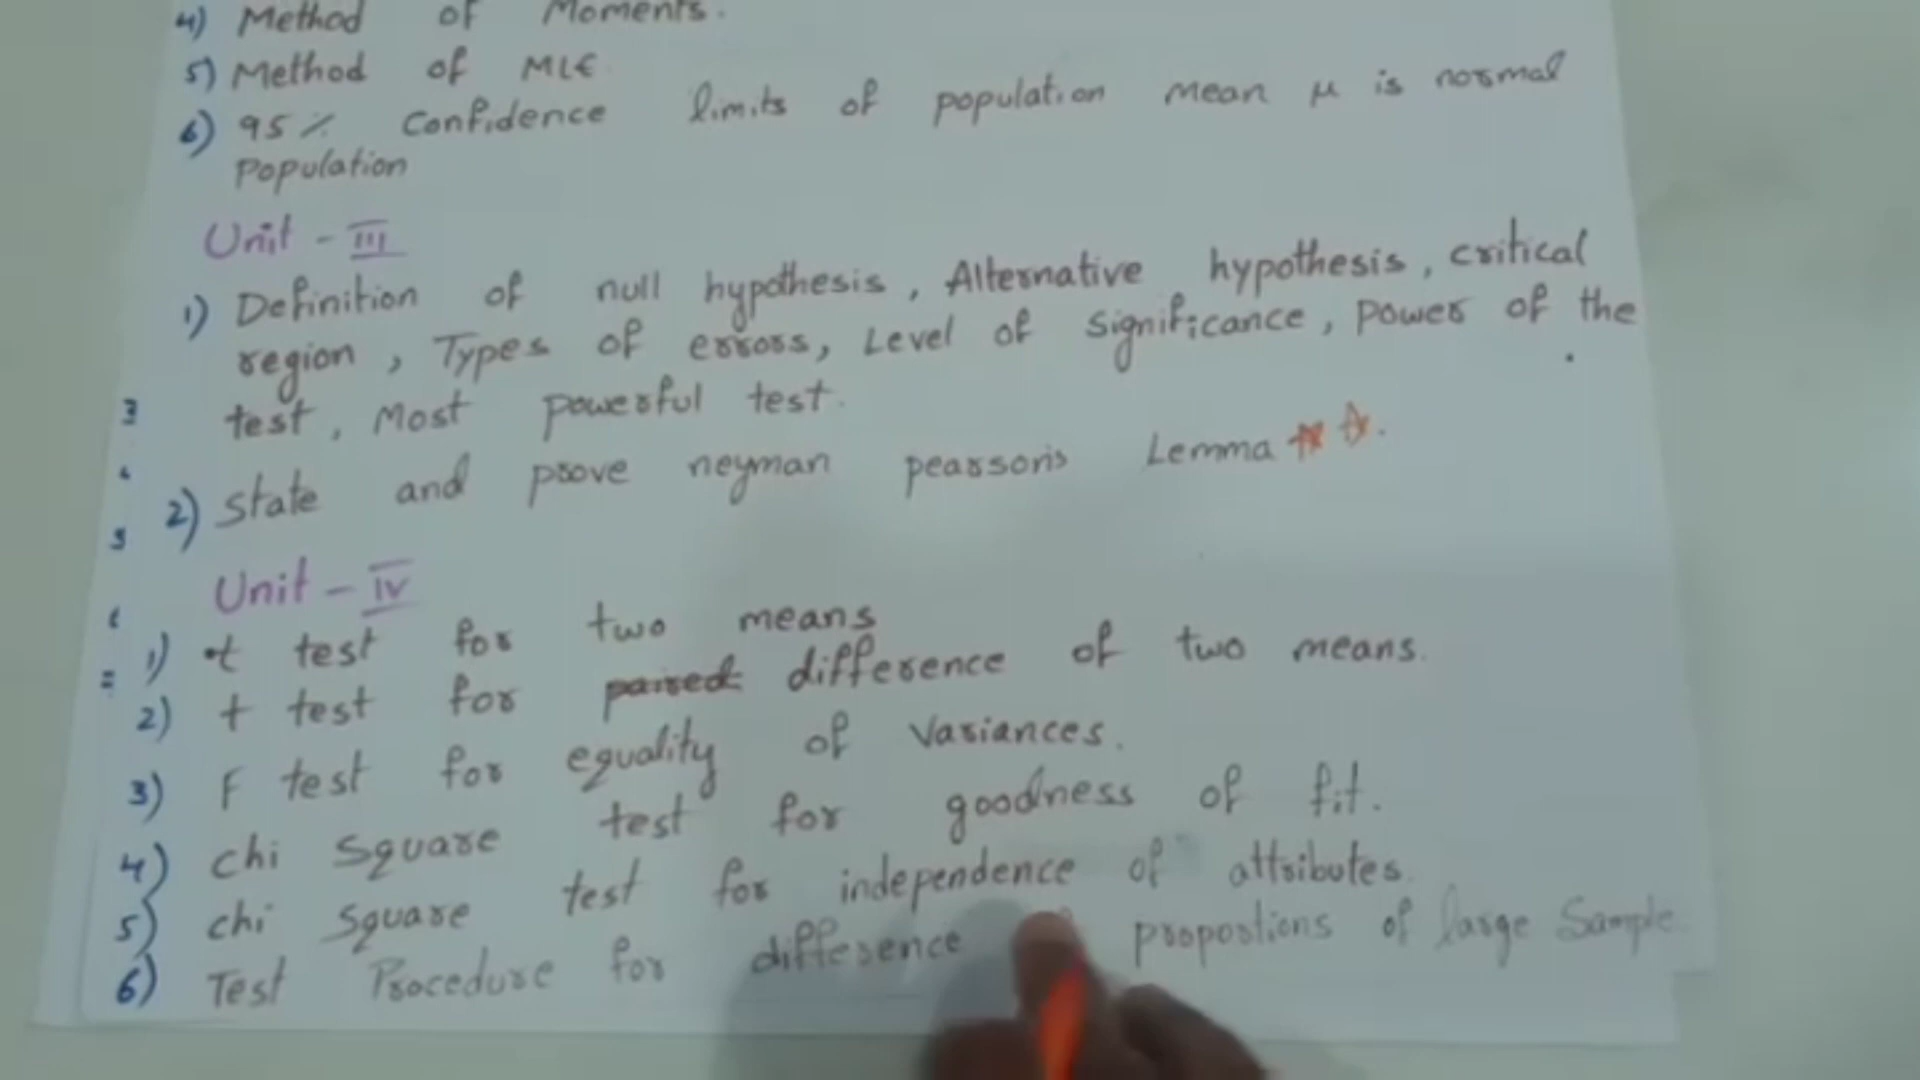 4) Method of Moments.
5) Method of MLE
6) 95% Confidence limits of population mean μ is normal
Population
Unit - III
1) Definition of null hypothesis, Alternative hypothesis, critical
region, Types of errors, Level of significance, Power of the
test, Most powerful test.
2) State and prove neyman pearson's Lemma
Unit - IV
1) t test for two means
2) t test for paired difference of two means.
3) F test for equality of Variances.
4) chi Square test for goodness of fit.
5) chi Square test for independence of attributes.
6) Test Procedure for difference proportions of large Sample